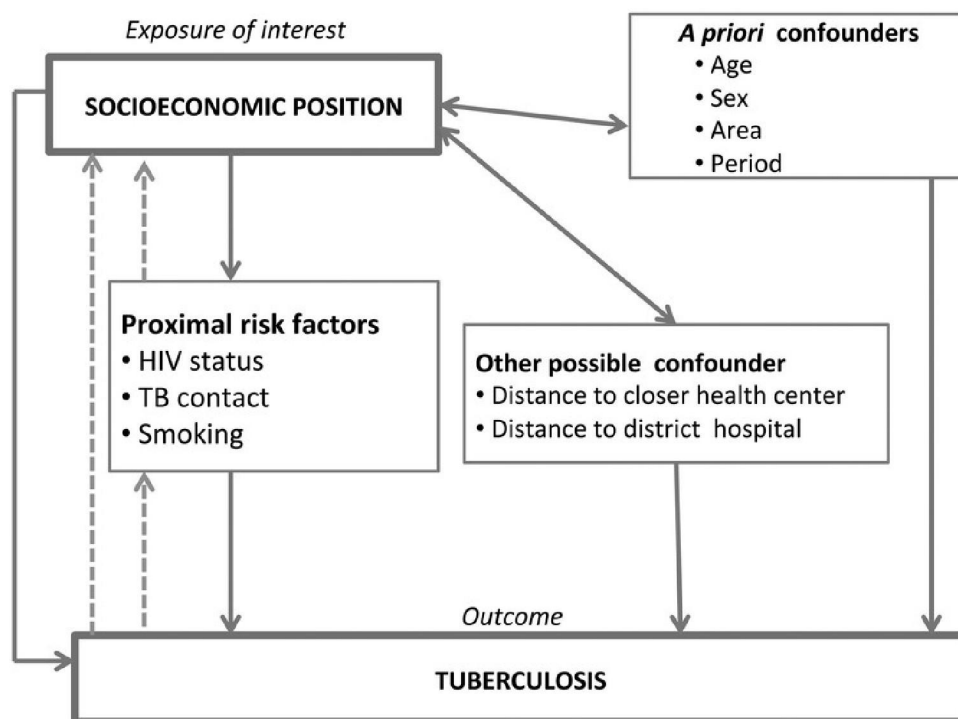 Exposure of interest
SOCIOECONOMIC POSITION
A priori confounders
• Age
• Sex
• Area
• Period
Proximal risk factors
• HIV status
• TB contact
• Smoking
Other possible confounder
• Distance to closer health center
• Distance to district hospital
Outcome
TUBERCULOSIS